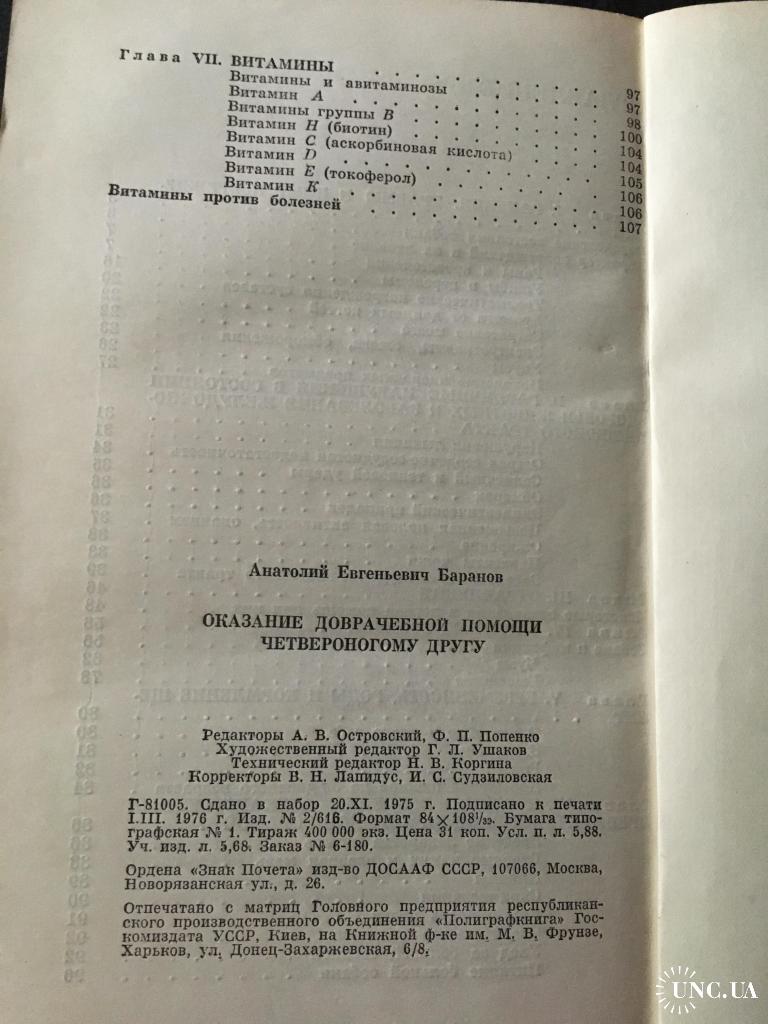 Глава VII. ВИТАМИНЫ . . . . . . . . . . . 97
Витамины и авитаминозы . . . . . . 97
Витамин А . . . . . . . . . . 98
Витамины группы В . . . . . . . . 100
Витамин Н (биотин) . . . . . . . . 104
Витамин С (аскорбиновая кислота) . . . . 104
Витамин D . . . . . . . . . . 105
Витамин Е (токоферол) . . . . . . . 106
Витамин К . . . . . . . . . . 106
Витамины против болезней . . . . . . . . . . 107
Анатолий Евгеньевич Баранов
ОКАЗАНИЕ ДОВРАЧЕБНОЙ ПОМОЩИ
ЧЕТВЕРОНОГОМУ ДРУГУ
Редакторы А. В. Островский, Ф. П. Попенко
Художественный редактор Г. Л. Ушаков
Технический редактор Н. В. Коргина
Корректоры В. Н. Лапидус, И. С. Судзиловская
Г-81005. Сдано в набор 20.XI. 1975 г. Подписано к печати
I.III. 1976 г. Изд. № 2/616. Формат 84×108¹/₃₂. Бумага типо-
графская № 1. Тираж 400 000 экз. Цена 31 коп. Усл. п. л. 5,88.
Уч. изд. л. 5,68. Заказ № 6-180.
Ордена «Знак Почета» изд-во ДОСААФ СССР, 107066, Москва,
Новорязанская ул., д. 26.
Отпечатано с матриц Головного предприятия республикан-
ского производственного объединения «Полиграфкнига» Гос-
комиздата УССР, Киев, на Книжной ф-ке им. М. В. Фрунзе,
Харьков, ул. Донец-Захаржевская, 6/8.
UNC.UA